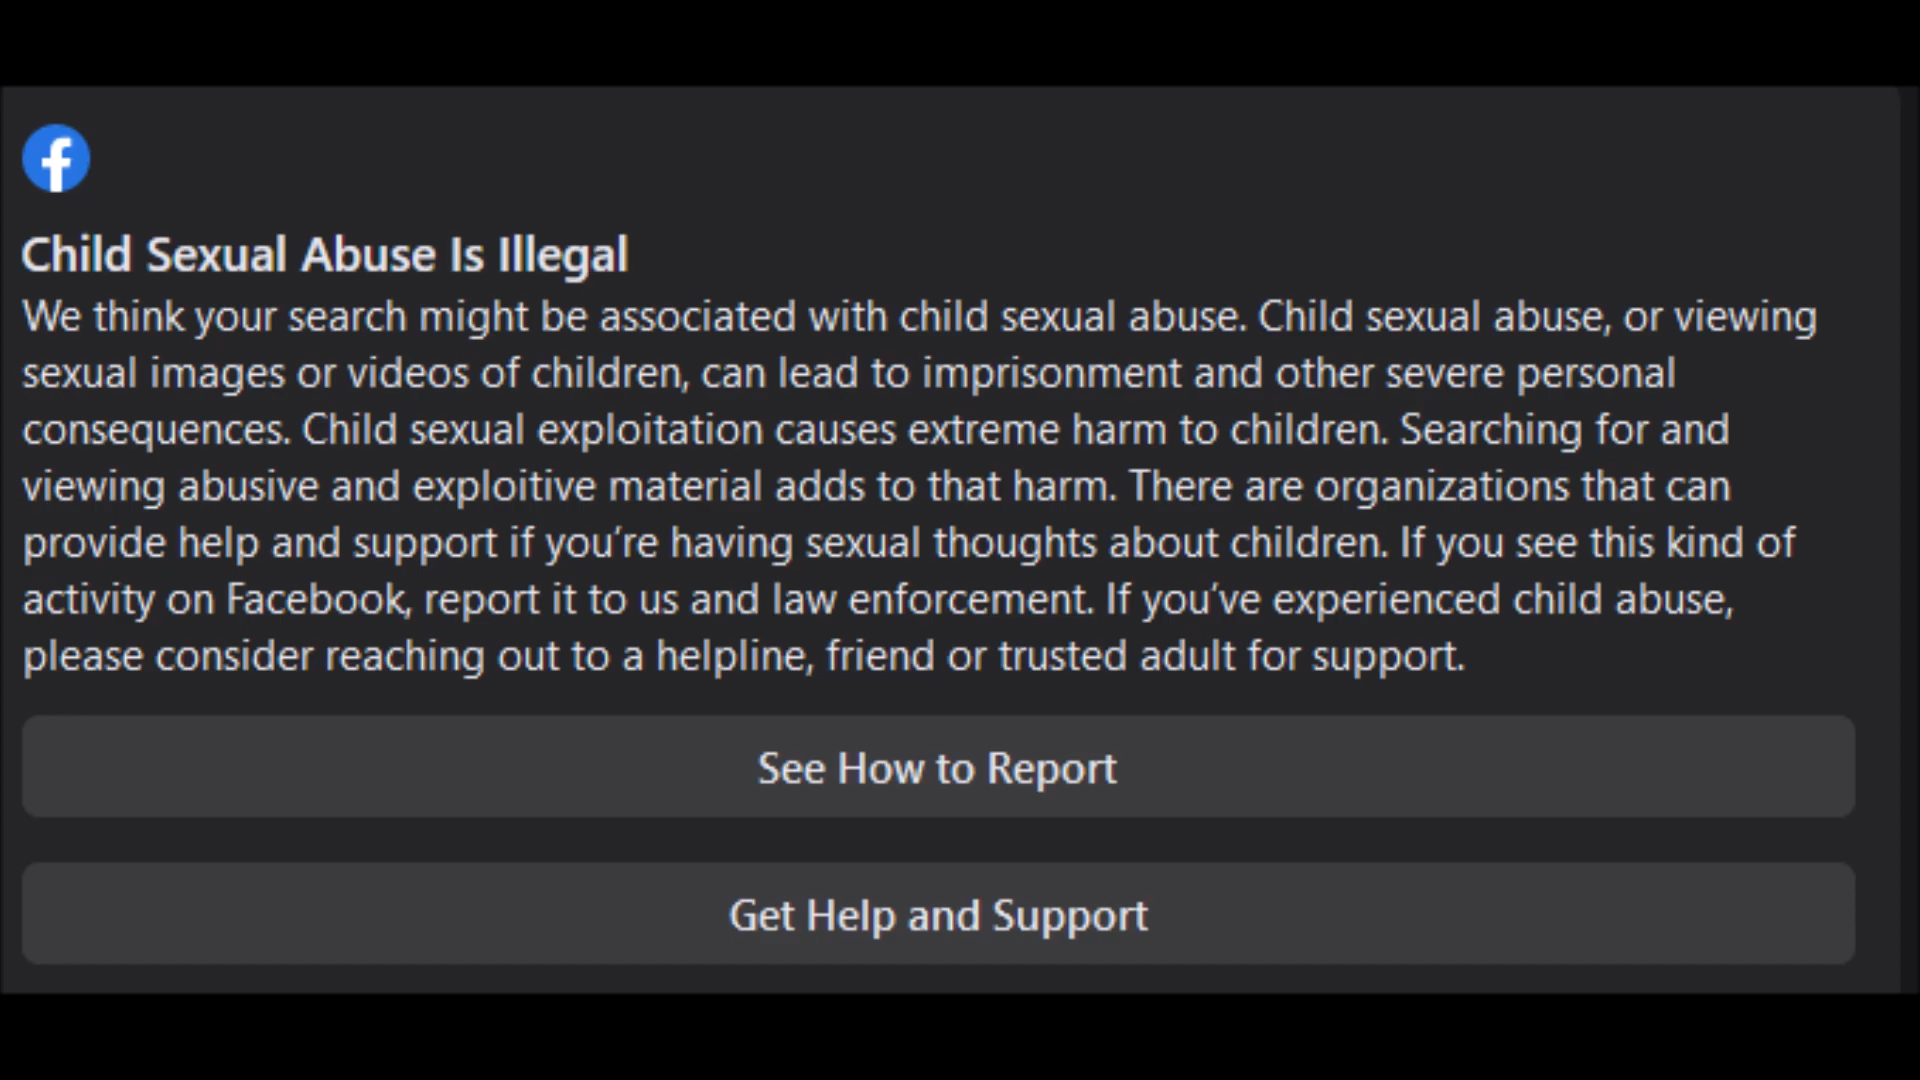 Child Sexual Abuse Is Illegal
We think your search might be associated with child sexual abuse. Child sexual abuse, or viewing
sexual images or videos of children, can lead to imprisonment and other severe personal
consequences. Child sexual exploitation causes extreme harm to children. Searching for and
viewing abusive and exploitive material adds to that harm. There are organizations that can
provide help and support if you’re having sexual thoughts about children. If you see this kind of
activity on Facebook, report it to us and law enforcement. If you’ve experienced child abuse,
please consider reaching out to a helpline, friend or trusted adult for support.
See How to Report
Get Help and Support